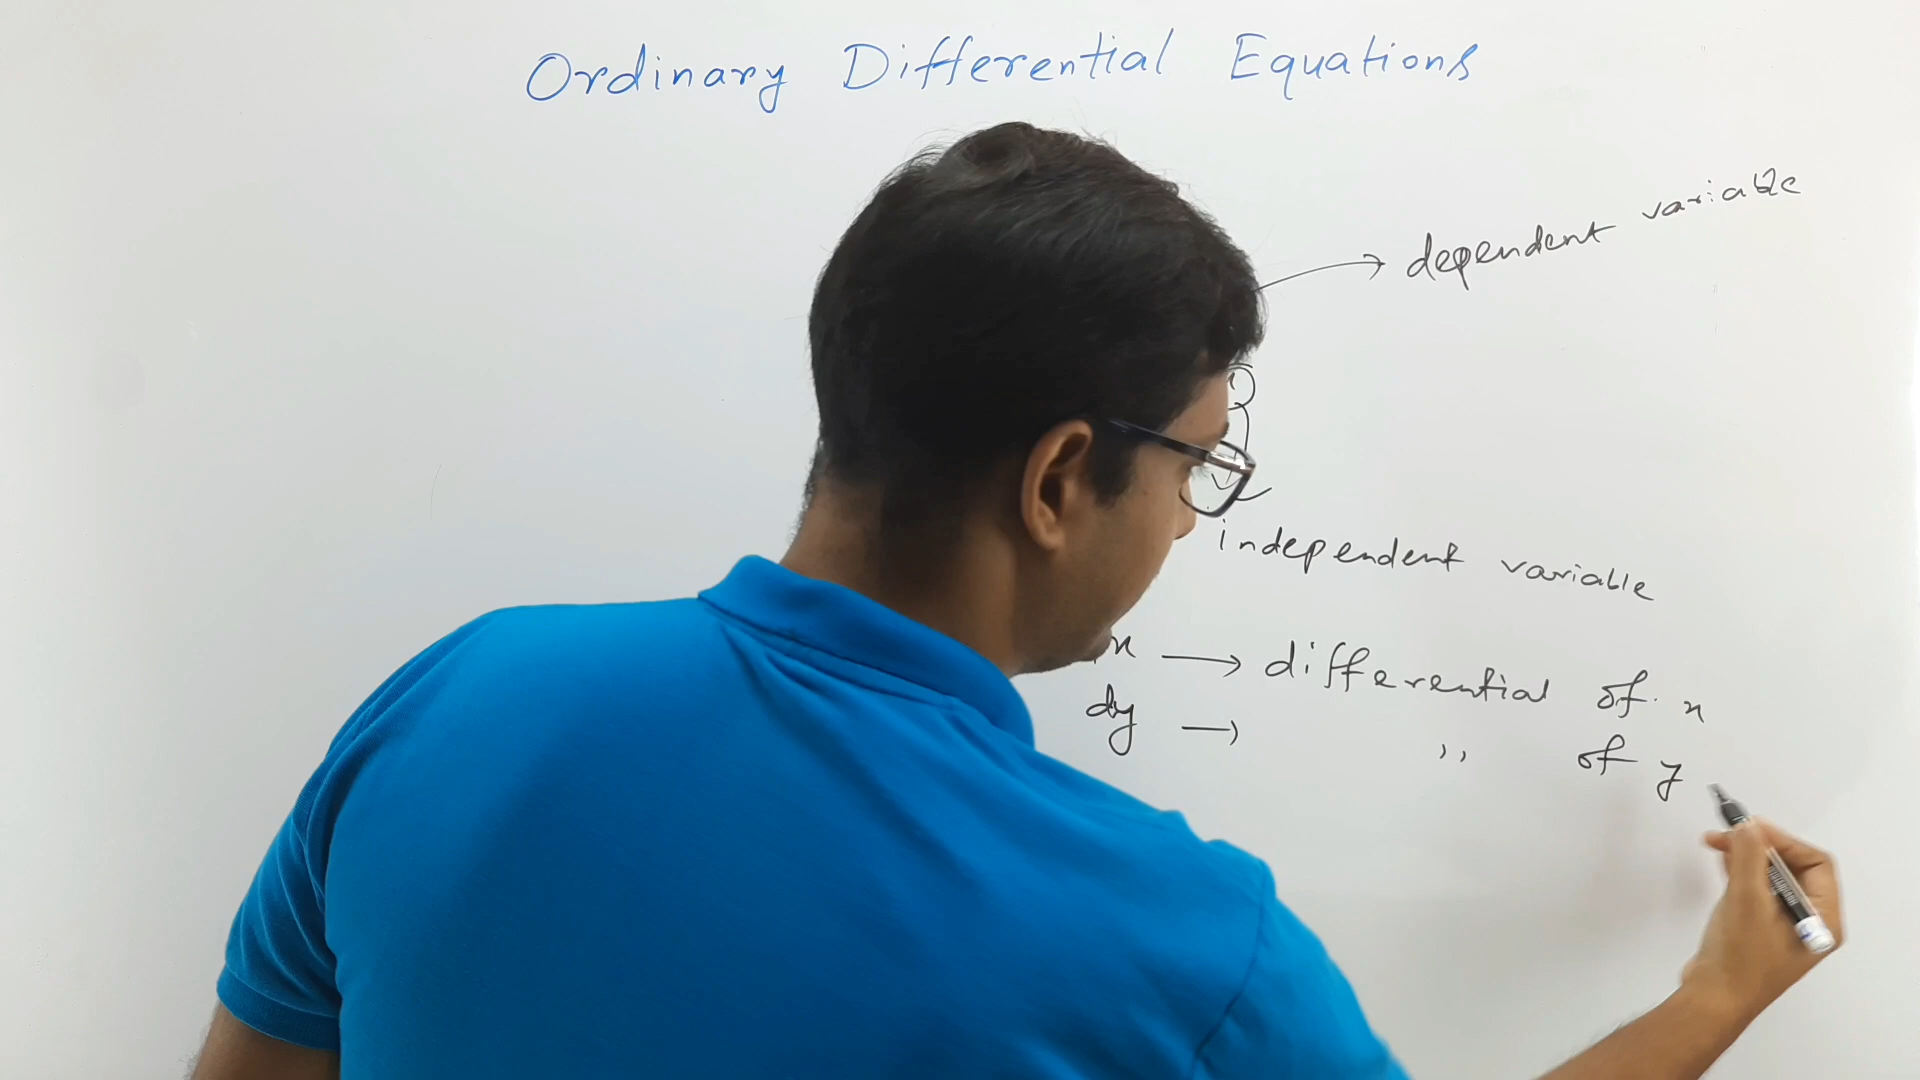 Ordinary Differential Equations
→ dependent variable
independent variable
x → differential of x
dy → ,, of y